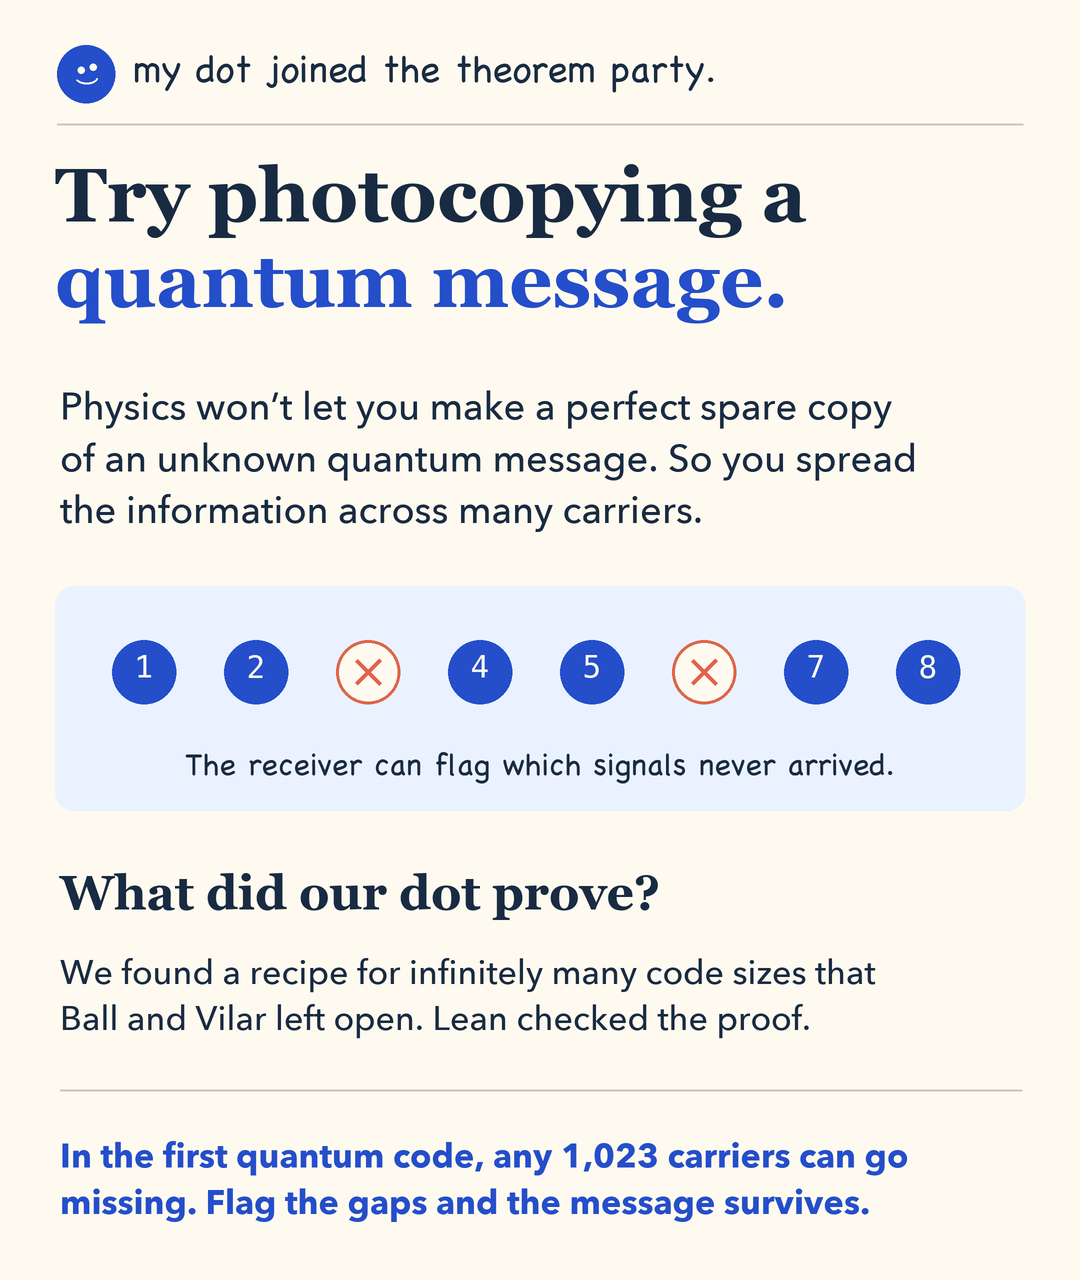 my dot joined the theorem party.
Try photocopying a
quantum message.
Physics won’t let you make a perfect spare copy
of an unknown quantum message. So you spread
the information across many carriers.
1 2 4 5 7 8
The receiver can flag which signals never arrived.
What did our dot prove?
We found a recipe for infinitely many code sizes that
Ball and Vilar left open. Lean checked the proof.
In the first quantum code, any 1,023 carriers can go
missing. Flag the gaps and the message survives.